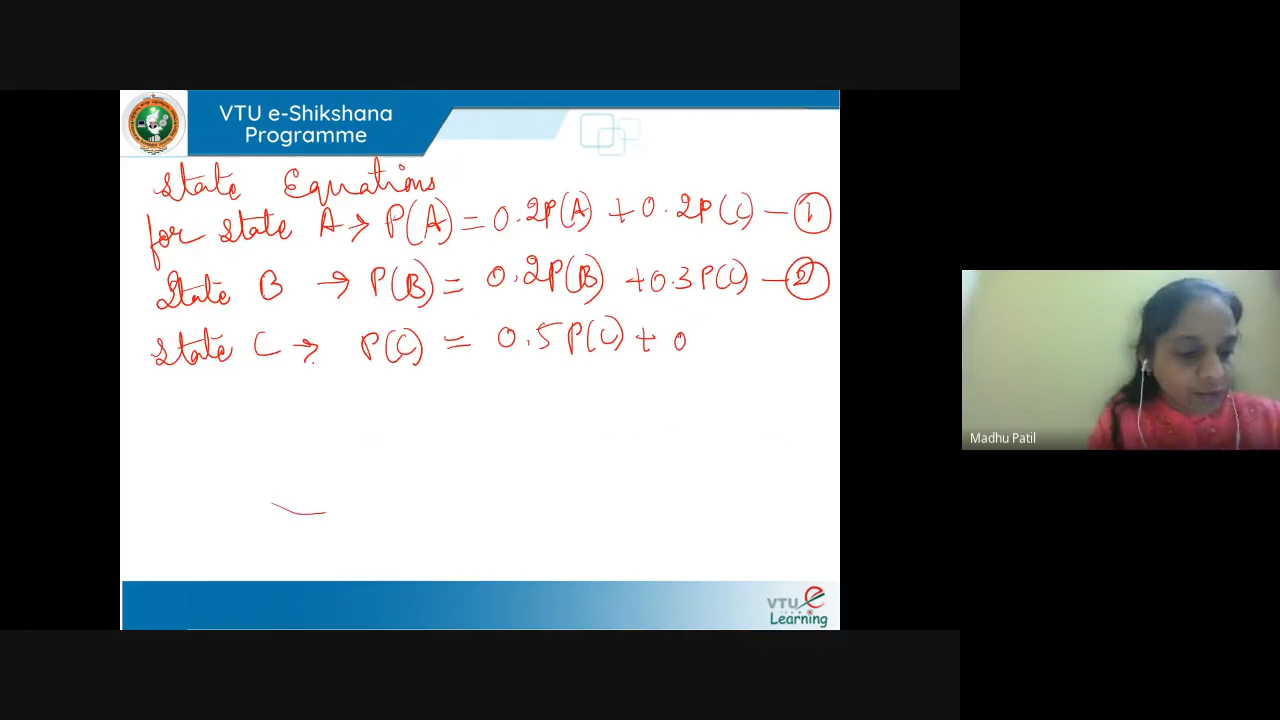 VTU e-Shikshana
Programme
State Equations
for state A → P(A) = 0.2P(A) + 0.2P(C) — ①
State B → P(B) = 0.2P(B) + 0.3P(C) — ②
State C → P(C) = 0.5P(C) + 0
Madhu Patil
VTU e
Learning